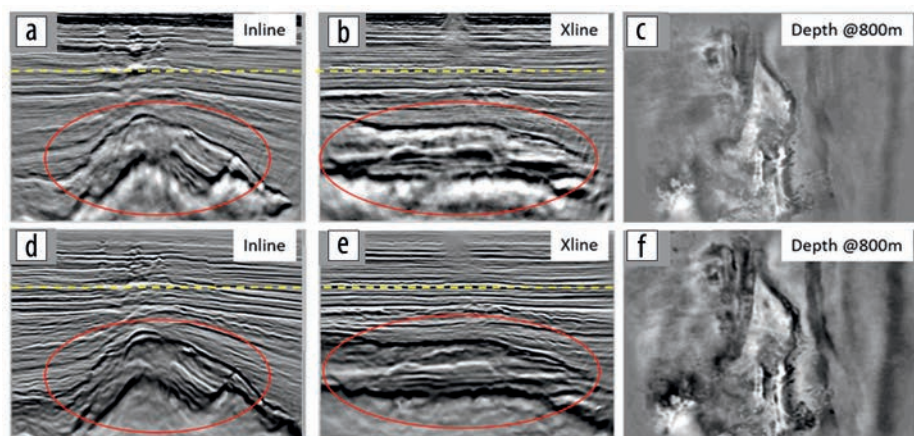 a
Inline
b
Xline
c
Depth @800m
d
Inline
e
Xline
f
Depth @800m